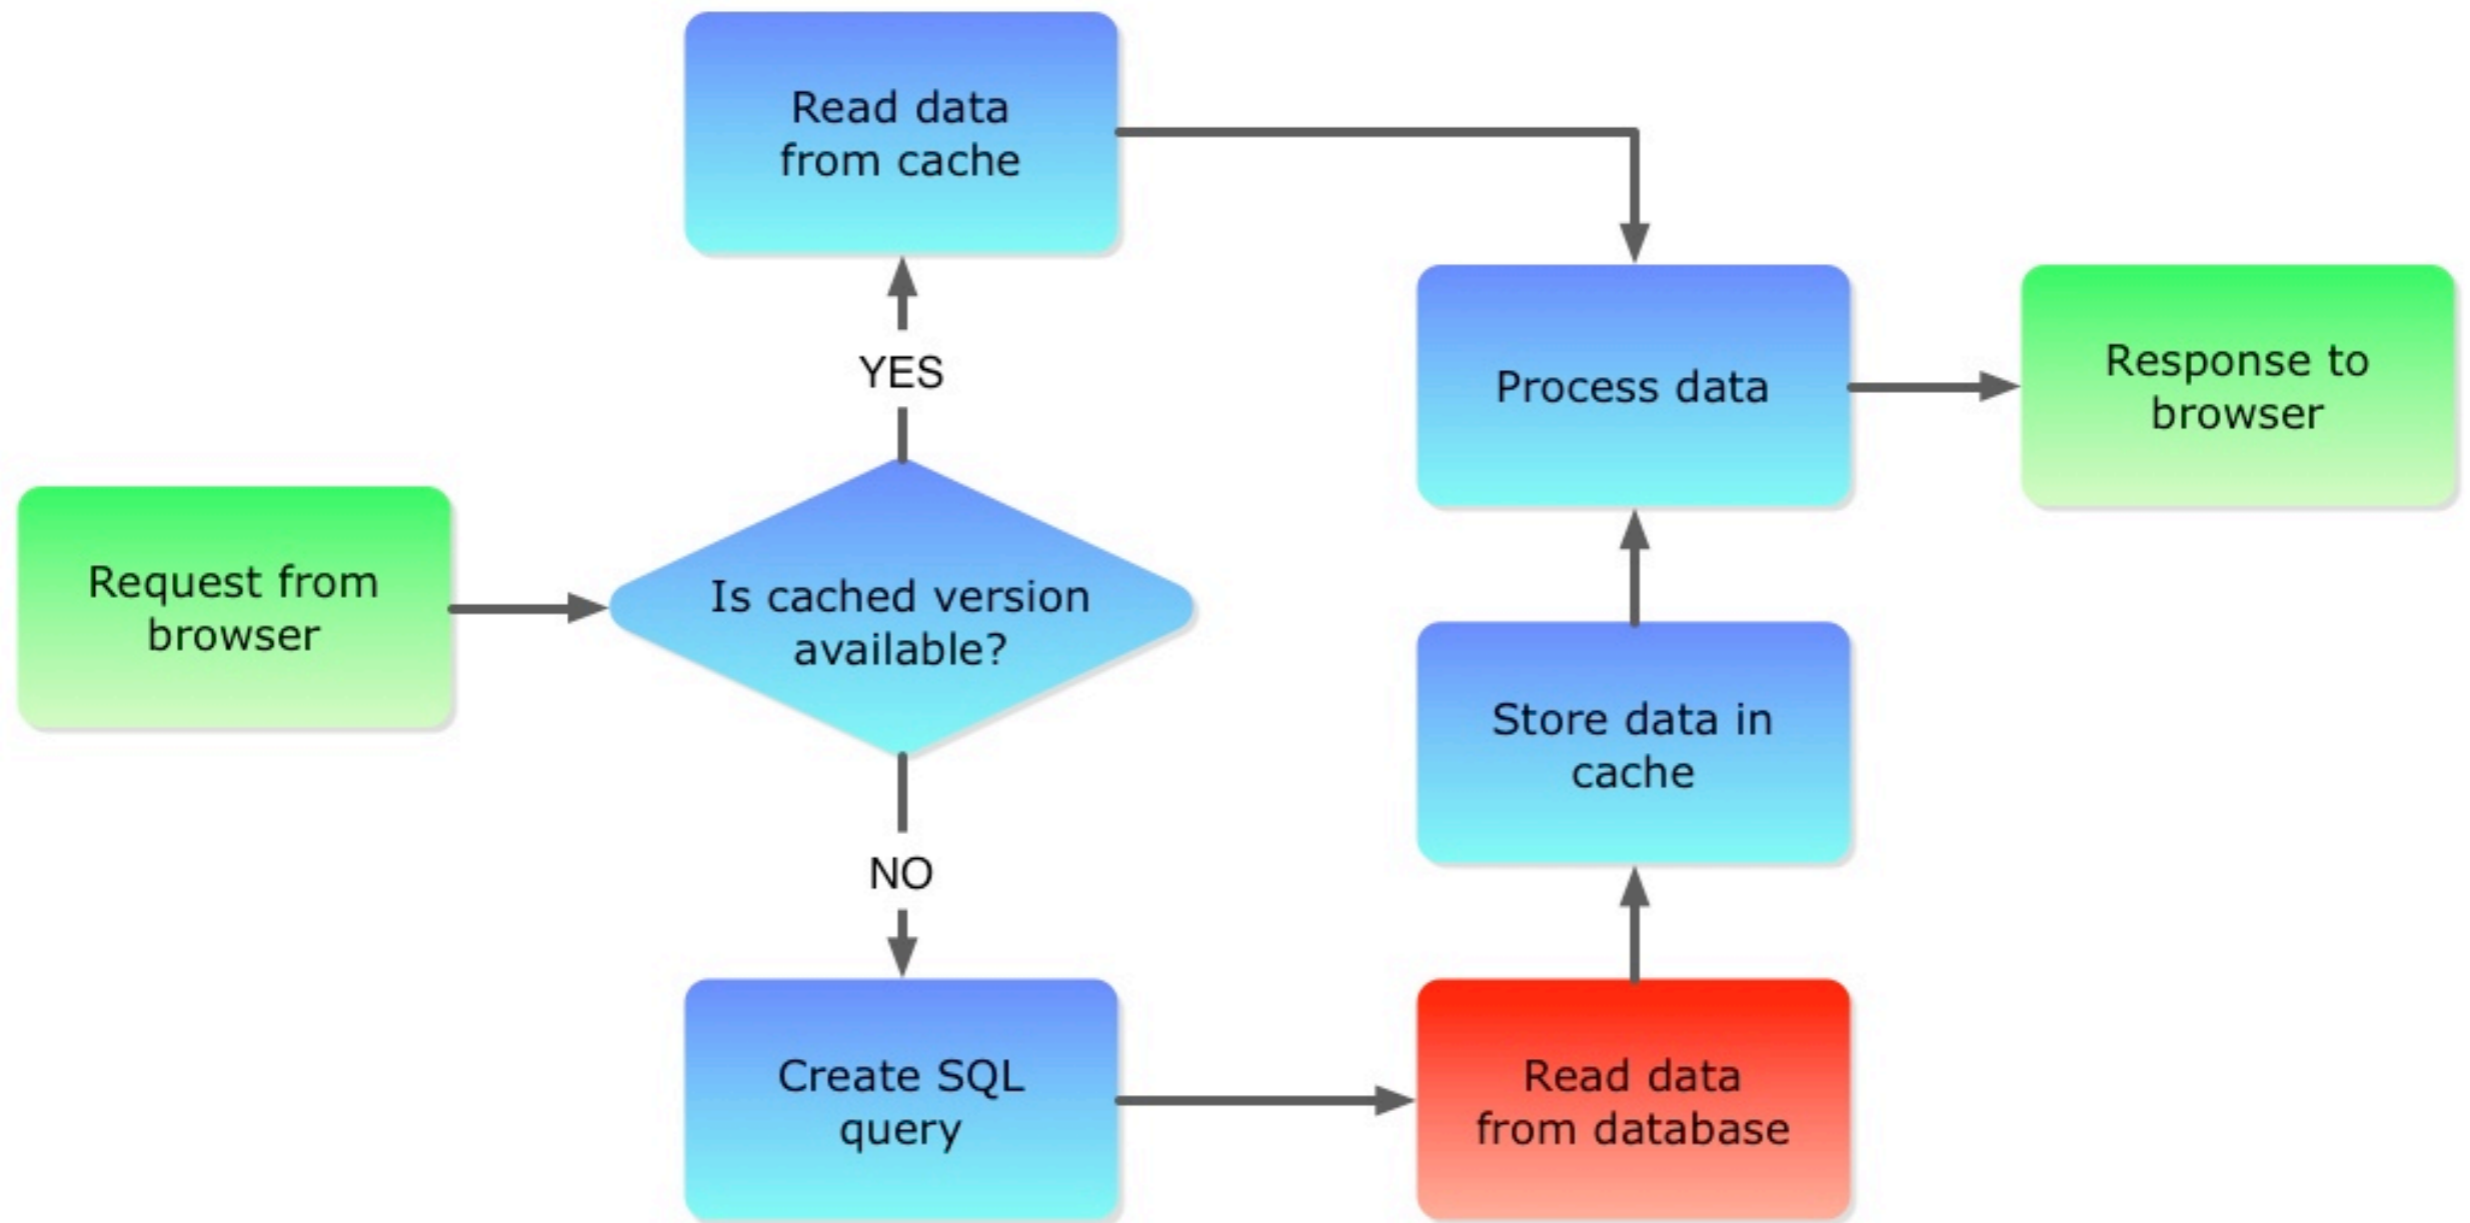 Read data
from cache
YES
Request from
browser
Is cached version
available?
NO
Create SQL
query
Read data
from database
Store data in
cache
Process data
Response to
browser